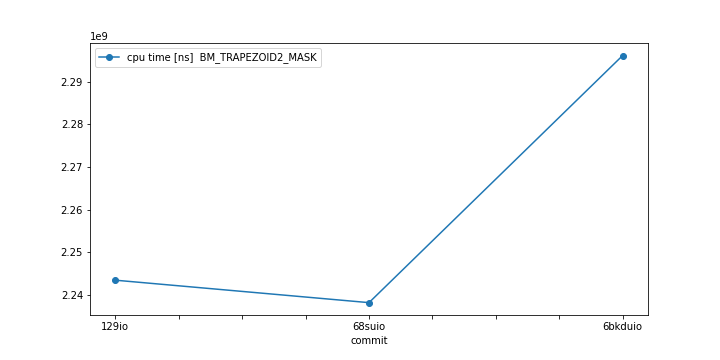 1e9
cpu time [ns]  BM_TRAPEZOID2_MASK
2.29
2.28
2.27
2.26
2.25
2.24
129io 68suio 6bkduio
commit